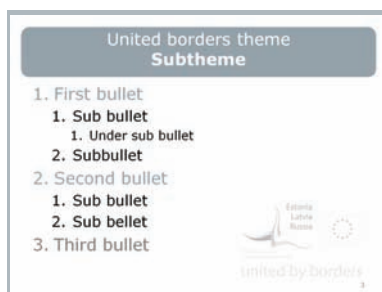 United borders theme
Subtheme
1. First bullet
1. Sub bullet
1. Under sub bullet
2. Subbullet
2. Second bullet
1. Sub bullet
2. Sub bellet
3. Third bullet
Estonia
Latvia
Russia
united by borders